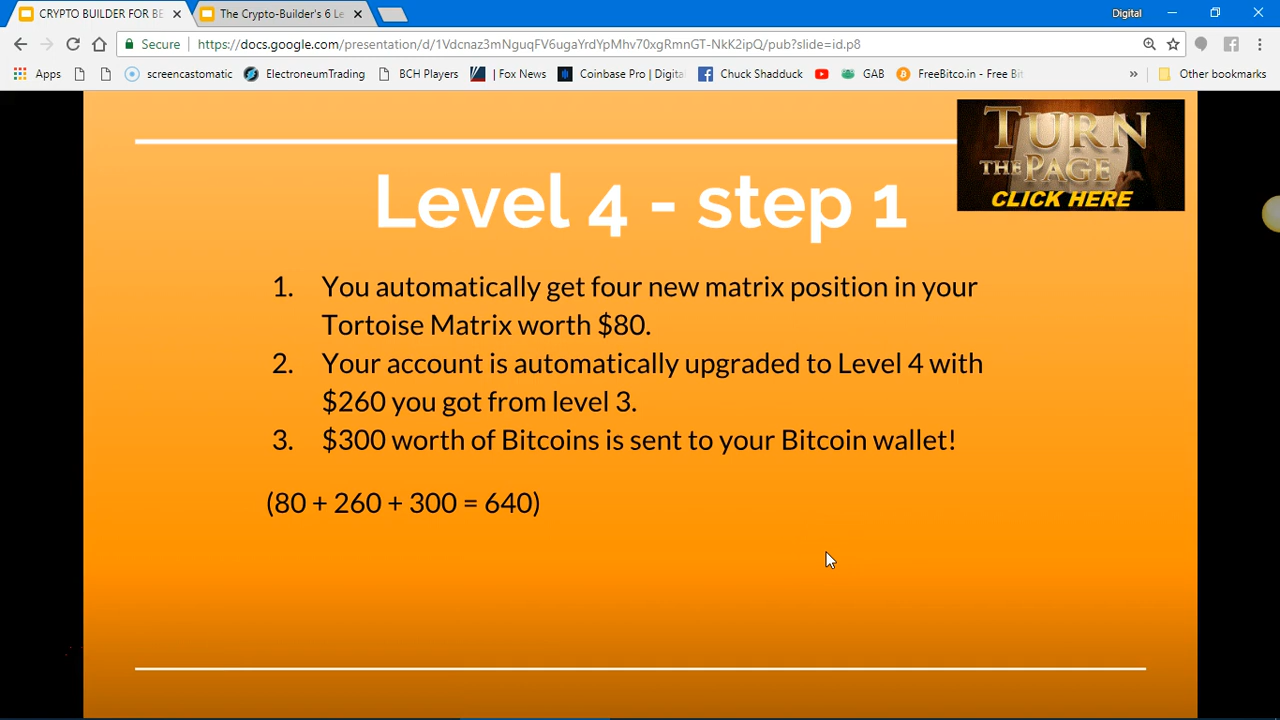 CRYPTO BUILDER FOR BE
The Crypto-Builder's 6 Le
Digital
Secure
https://docs.google.com/presentation/d/1Vdcnaz3mNguqFV6ugaYrdYpMhv70xgRmnGT-NkK2ipQ/pub?slide=id.p8
Apps
screencastomatic
ElectroneumTrading
BCH Players
| Fox News
Coinbase Pro | Digita
Chuck Shadduck
GAB
FreeBitco.in - Free Bit
»
Other bookmarks
TURN
THE PAGE
CLICK HERE
Level 4 - step 1
1. You automatically get four new matrix position in your
Tortoise Matrix worth $80.
2. Your account is automatically upgraded to Level 4 with
$260 you got from level 3.
3. $300 worth of Bitcoins is sent to your Bitcoin wallet!
(80 + 260 + 300 = 640)